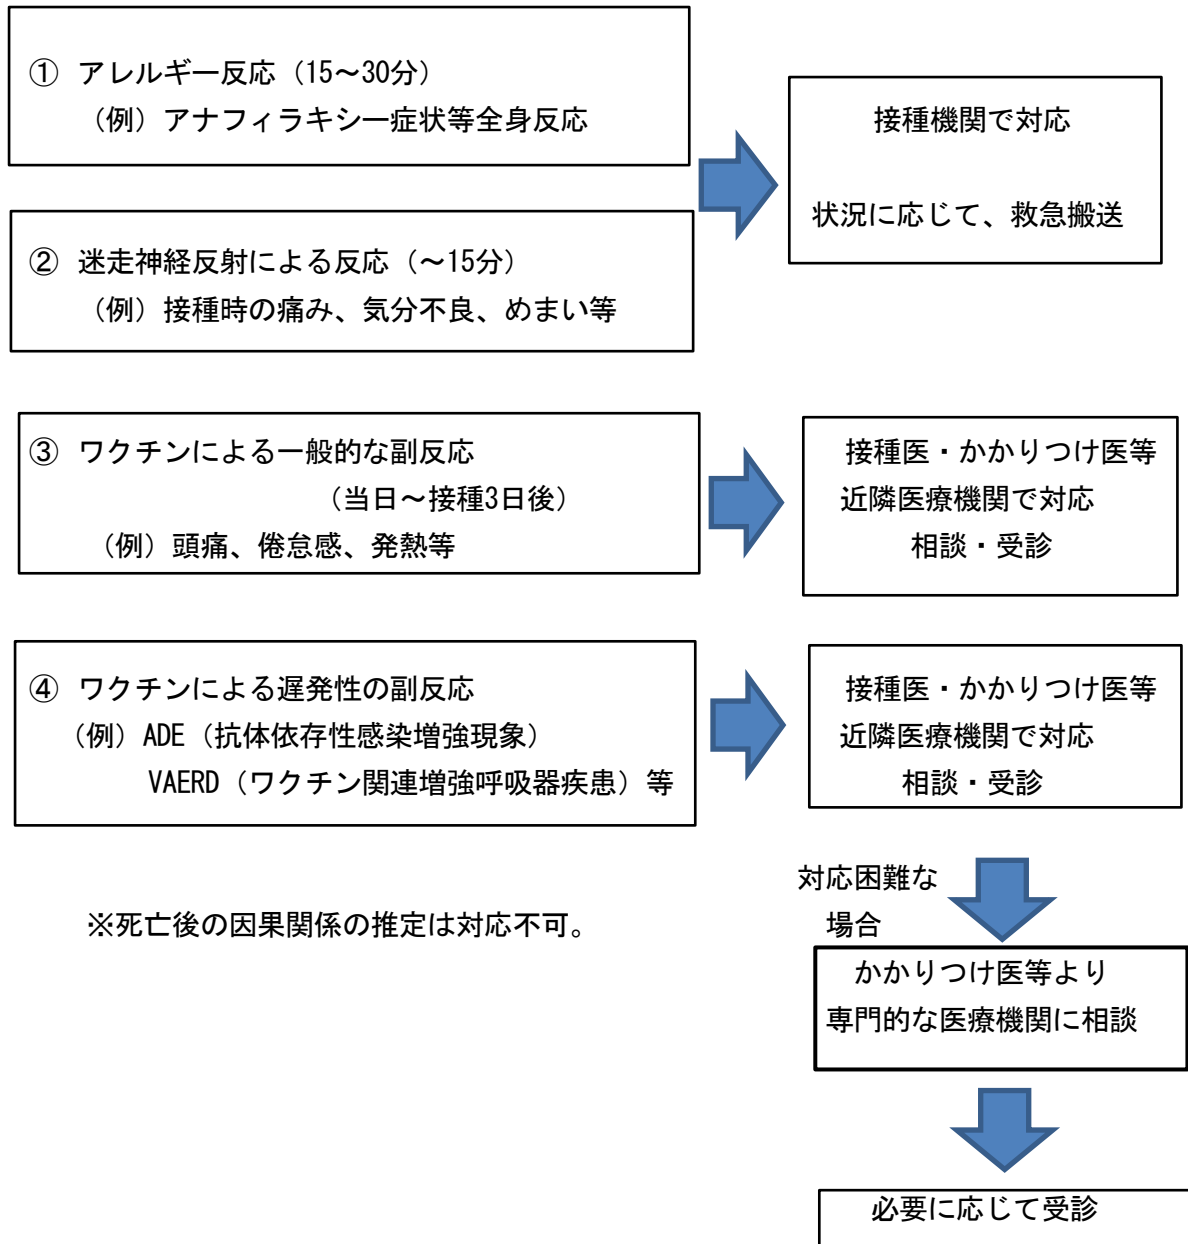 ① アレルギー反応（15～30分）
（例）アナフィラキシー症状等全身反応
接種機関で対応
状況に応じて、救急搬送
② 迷走神経反射による反応（～15分）
（例）接種時の痛み、気分不良、めまい等
③ ワクチンによる一般的な副反応
（当日～接種3日後）
（例）頭痛、倦怠感、発熱等
接種医・かかりつけ医等
近隣医療機関で対応
相談・受診
④ ワクチンによる遅発性の副反応
（例）ADE（抗体依存性感染増強現象）
VAERD（ワクチン関連増強呼吸器疾患）等
接種医・かかりつけ医等
近隣医療機関で対応
相談・受診
対応困難な
場合
※死亡後の因果関係の推定は対応不可。
かかりつけ医等より
専門的な医療機関に相談
必要に応じて受診